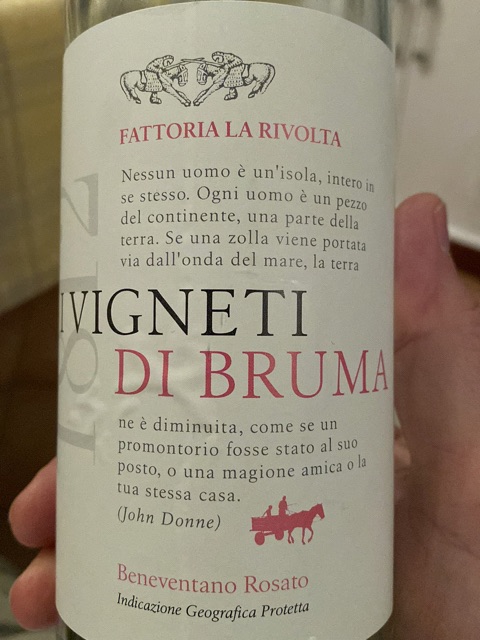 FATTORIA LA RIVOLTA
Nessun uomo è un'isola, intero in
se stesso. Ogni uomo è un pezzo
del continente, una parte della
terra. Se una zolla viene portata
via dall'onda del mare, la terra
I VIGNETI
DI BRUMA
ne è diminuita, come se un
promontorio fosse stato al suo
posto, o una magione amica o la
tua stessa casa.
(John Donne)
Beneventano Rosato
Indicazione Geografica Protetta
1812